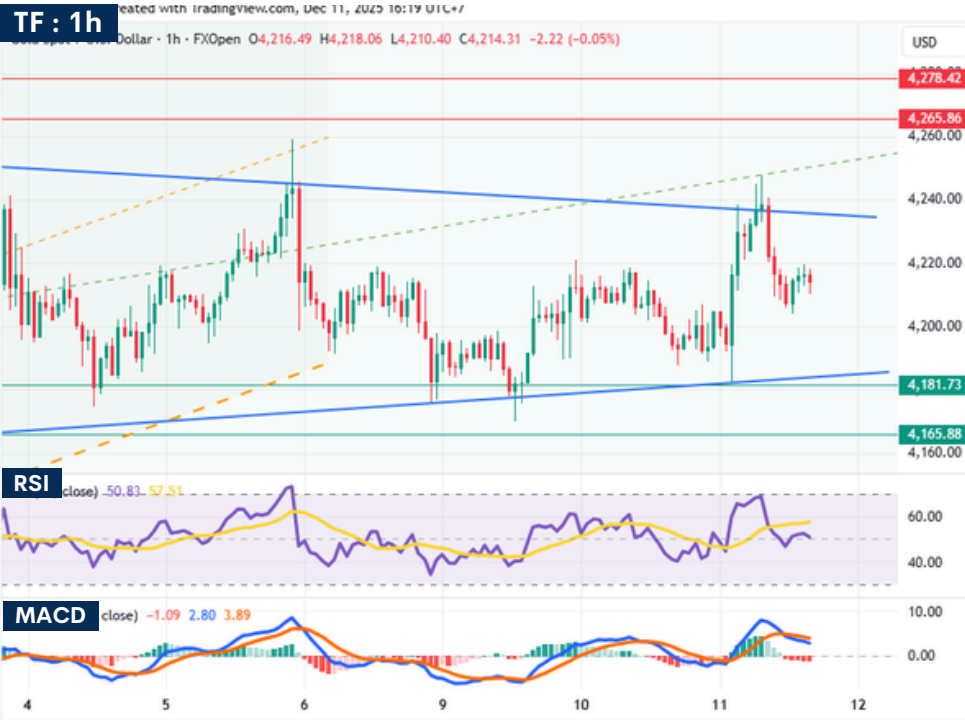 reated with TradingView.com, Dec 11, 2025 16:19 UTC+7
TF : 1h
Dollar · 1h · FXOpen O4,216.49 H4,218.06 L4,210.40 C4,214.31 −2.22 (−0.05%)
USD
4,278.42
4,265.86
4,260.00
4,240.00
4,220.00
4,200.00
4,181.73
4,165.88
4,160.00
RSI
close) 50.83 57.51
60.00
40.00
MACD
close) −1.09 2.80 3.89
10.00
0.00
4 5 8 9 10 11 12